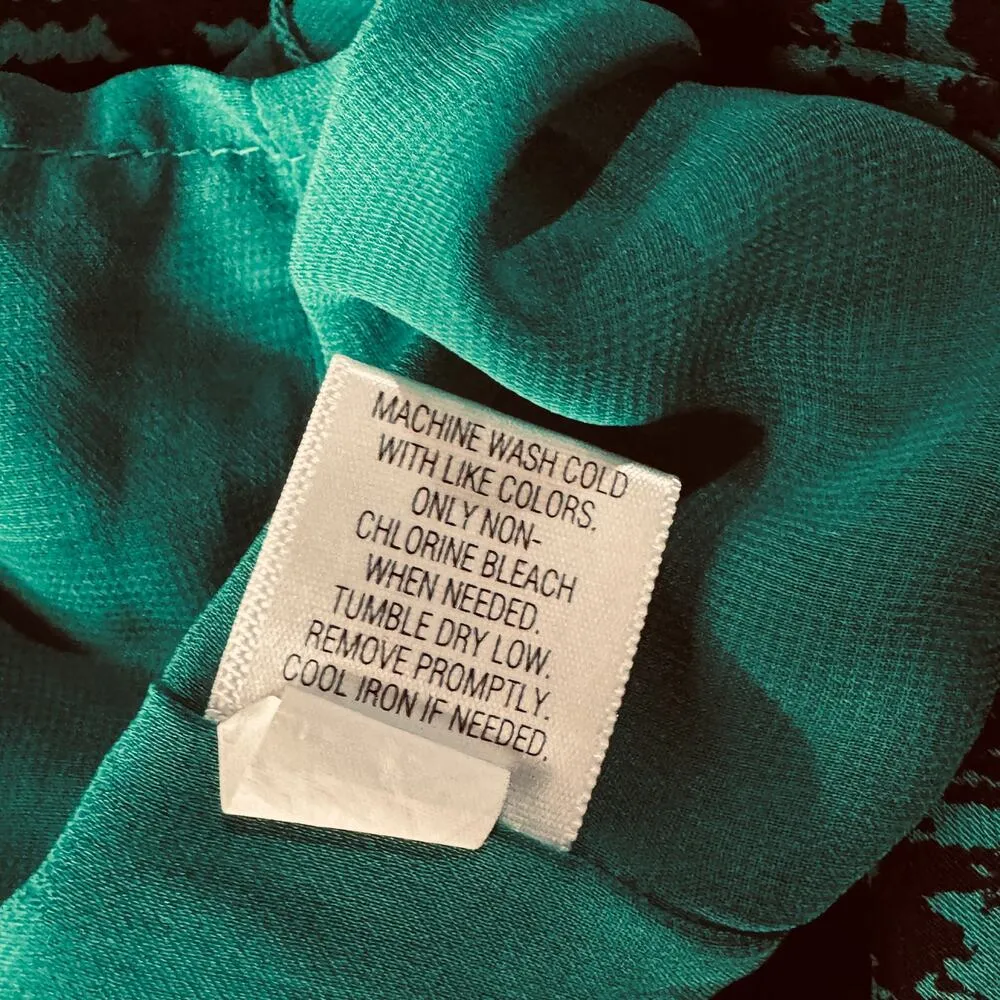 MACHINE WASH COLD
WITH LIKE COLORS.
ONLY NON-
CHLORINE BLEACH
WHEN NEEDED.
TUMBLE DRY LOW.
REMOVE PROMPTLY.
COOL IRON IF NEEDED.